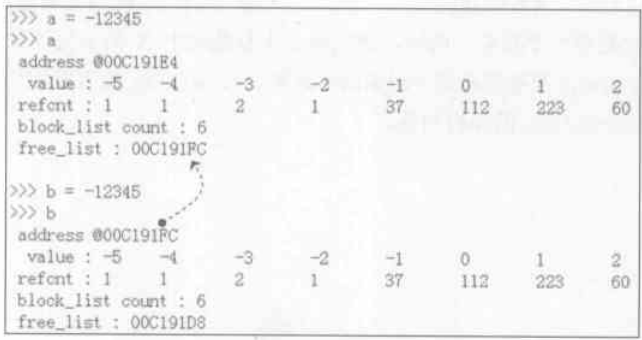 >>> a = -12345
>>> a
address @00C191E4
value : -5 -4 -3 -2 -1 0 1 2
refcnt : 1 1 2 1 37 112 223 60
block_list count : 6
free_list : 00C191FC
>>> b = -12345
>>> b
address @00C191FC
value : -5 -4 -3 -2 -1 0 1 2
refcnt : 1 1 2 1 37 112 223 60
block_list count : 6
free_list : 00C191D8